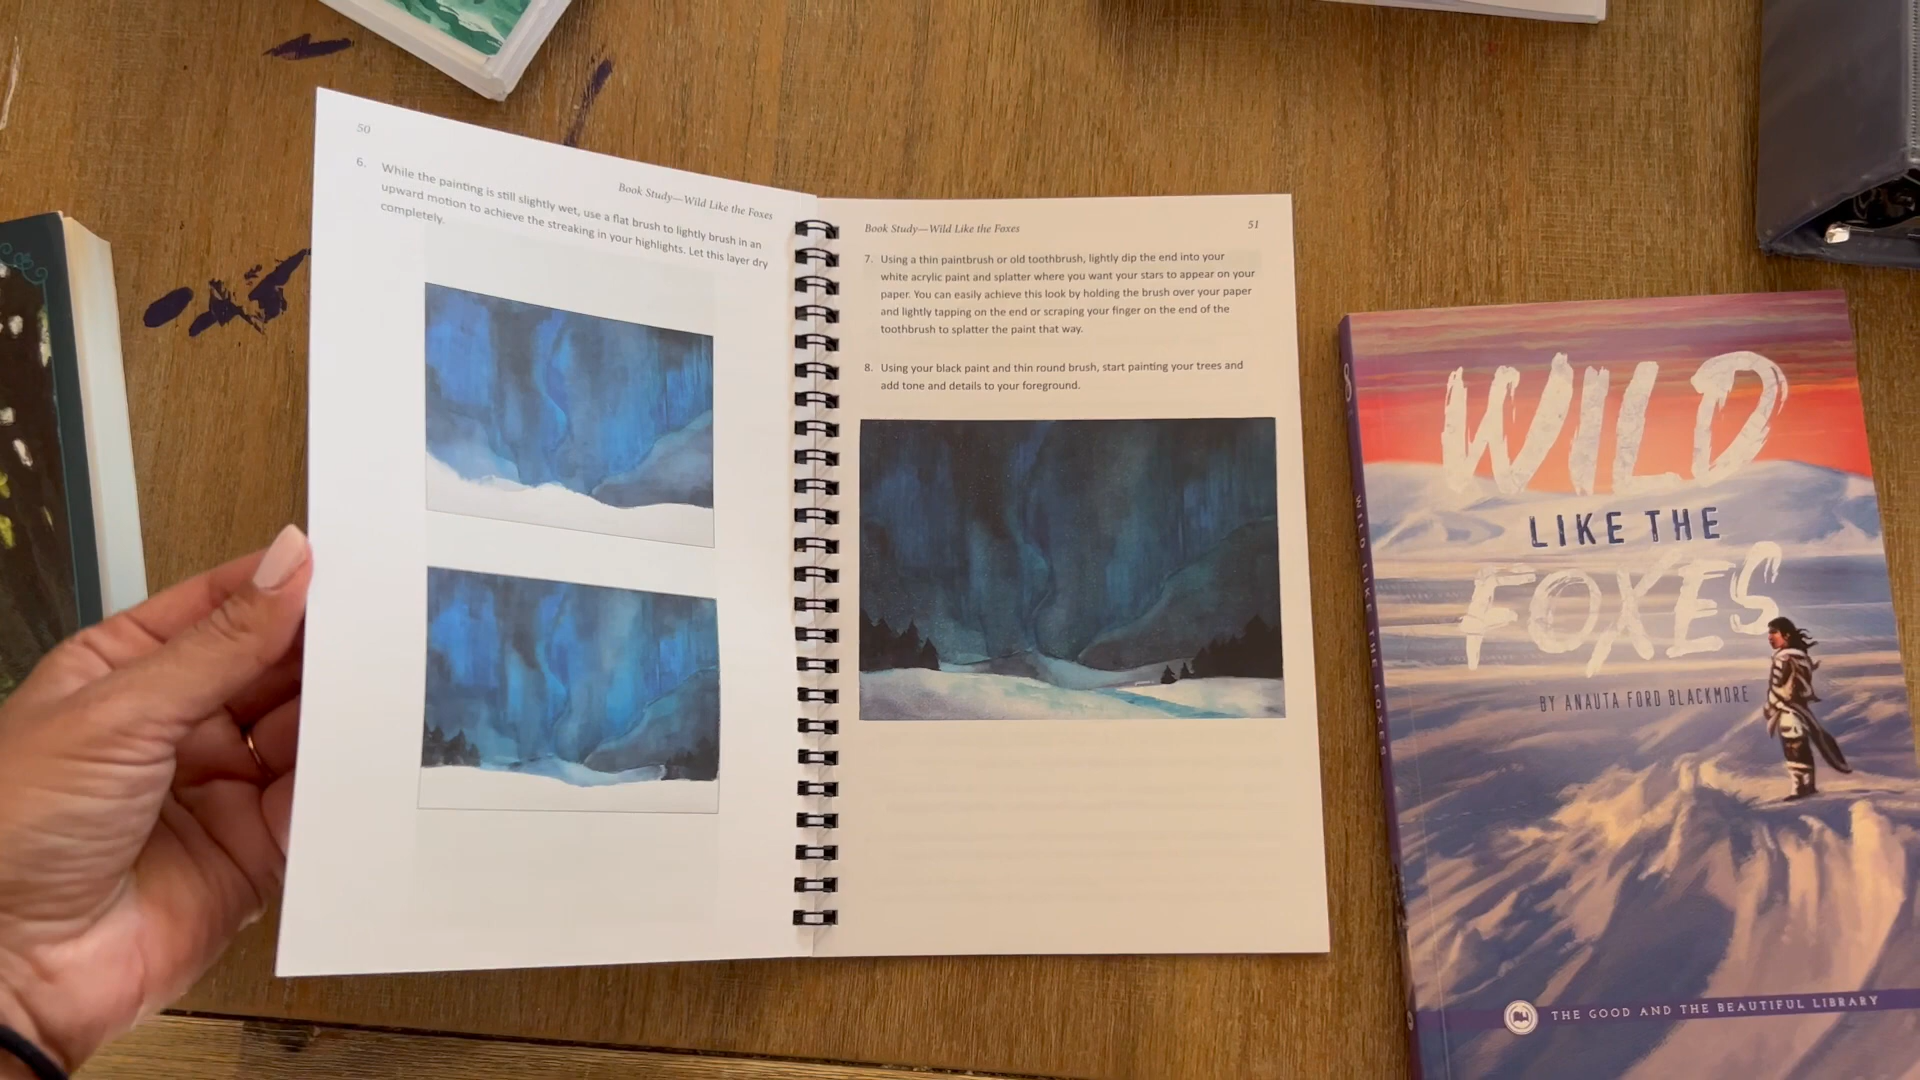 50
Book Study—Wild Like the Foxes
6. While the painting is still slightly wet, use a flat brush to lightly brush in an
upward motion to achieve the streaking in your highlights. Let this layer dry
completely.
Book Study—Wild Like the Foxes
51
7. Using a thin paintbrush or old toothbrush, lightly dip the end into your
white acrylic paint and splatter where you want your stars to appear on your
paper. You can easily achieve this look by holding the brush over your paper
and lightly tapping on the end or scraping your finger on the end of the
toothbrush to splatter the paint that way.
8. Using your black paint and thin round brush, start painting your trees and
add tone and details to your foreground.
8
WILD LIKE THE FOXES
WILD
LIKE THE
FOXES
BY ANAUTA FORD BLACKMORE
THE GOOD AND THE BEAUTIFUL LIBRARY